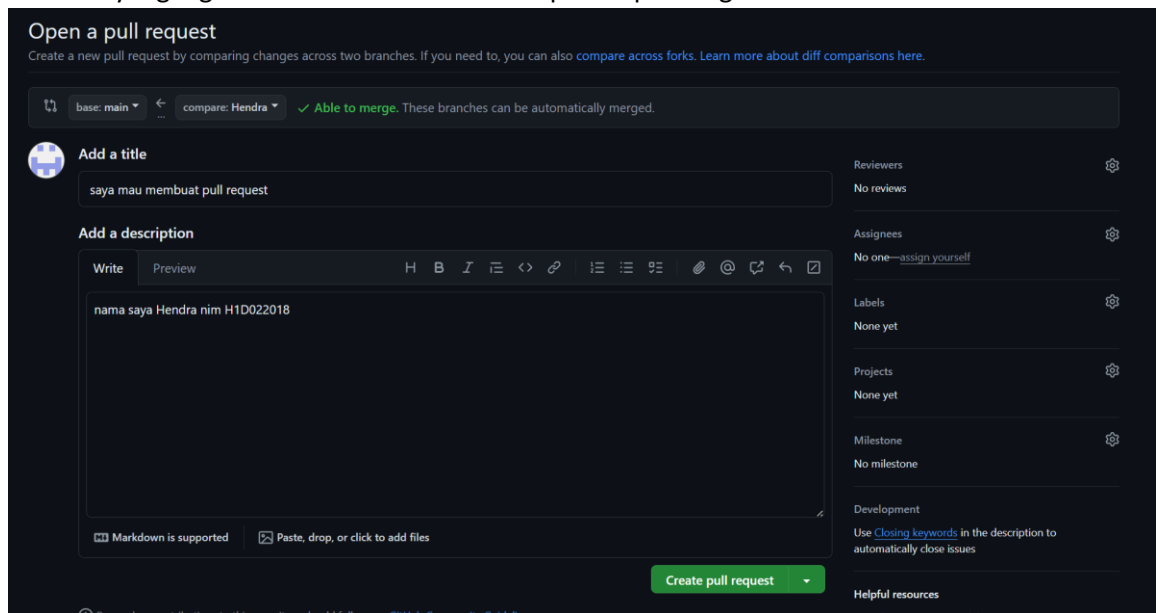 Open a pull request
Create a new pull request by comparing changes across two branches. If you need to, you can also compare across forks. Learn more about diff comparisons here.
base: main
compare: Hendra
...
Able to merge. These branches can be automatically merged.
Add a title
saya mau membuat pull request
Add a description
Write Preview
nama saya Hendra nim H1D022018
Markdown is supported
Paste, drop, or click to add files
Create pull request
Reviewers
No reviews
Assignees
No one—assign yourself
Labels
None yet
Projects
None yet
Milestone
No milestone
Development
Use Closing keywords in the description to
automatically close issues
Helpful resources